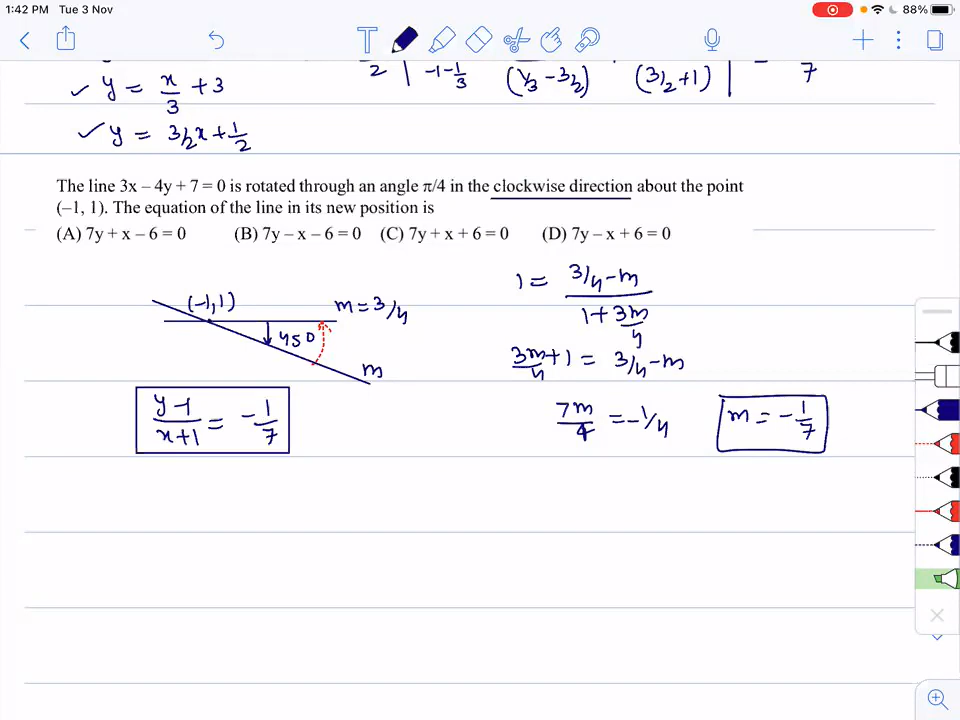 1:42 PM Tue 3 Nov
88%
y = x/3 + 3
2 | -1-1/3 (1/3 - 3/2) (3/2 + 1) | 7
y = 3/2x + 1/2
The line 3x – 4y + 7 = 0 is rotated through an angle π/4 in the clockwise direction about the point
(–1, 1). The equation of the line in its new position is
(A) 7y + x – 6 = 0 (B) 7y – x – 6 = 0 (C) 7y + x + 6 = 0 (D) 7y – x + 6 = 0
(-1,1)
m = 3/4
450
m
(y-1)/(x+1) = -1/7
1 = (3/4 - m)/(1 + 3m/4)
3m/4 + 1 = 3/4 - m
7m/4 = -1/4
m = -1/7